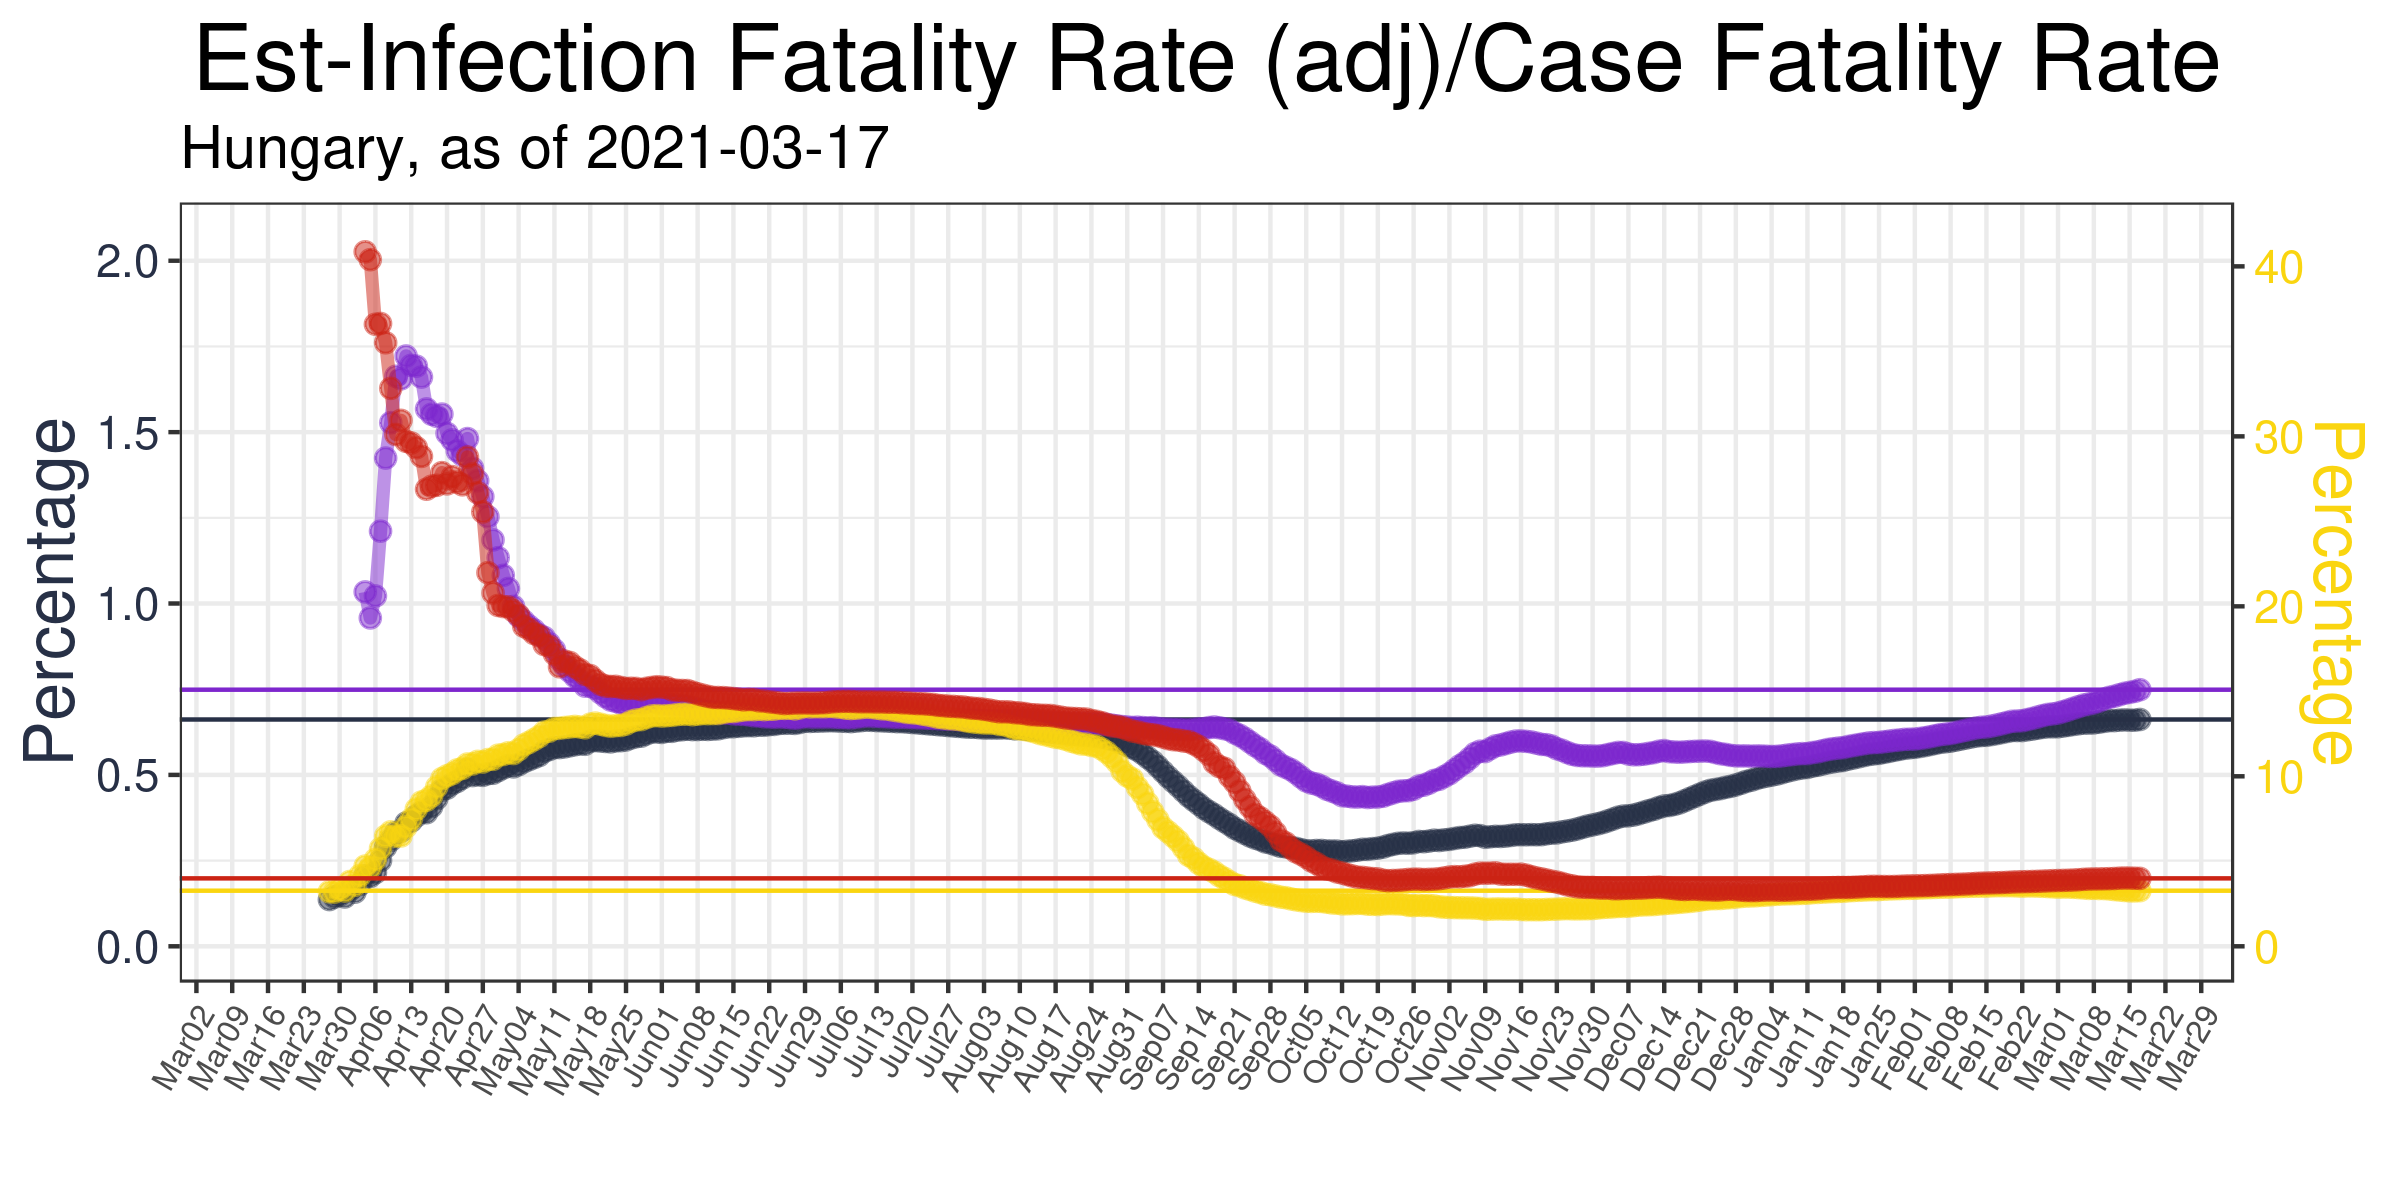 Est-Infection Fatality Rate (adj)/Case Fatality Rate
Hungary, as of 2021-03-17
Percentage
2.0
1.5
1.0
0.5
0.0
40
30
20
10
0
Percentage
Mar02
Mar09
Mar16
Mar23
Mar30
Apr06
Apr13
Apr20
Apr27
May04
May11
May18
May25
Jun01
Jun08
Jun15
Jun22
Jun29
Jul06
Jul13
Jul20
Jul27
Aug03
Aug10
Aug17
Aug24
Aug31
Sep07
Sep14
Sep21
Sep28
Oct05
Oct12
Oct19
Oct26
Nov02
Nov09
Nov16
Nov23
Nov30
Dec07
Dec14
Dec21
Dec28
Jan04
Jan11
Jan18
Jan25
Feb01
Feb08
Feb15
Feb22
Mar01
Mar08
Mar15
Mar22
Mar29